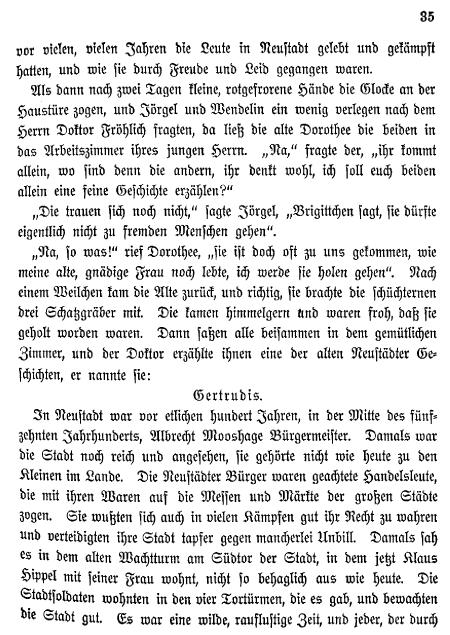 35
vor vielen, vielen Jahren die Leute in Neustadt gelebt und gekämpft
hatten, und wie sie durch Freude und Leid gegangen waren.
Als dann nach zwei Tagen kleine, rotgefrorene Hände die Glocke an der
Haustüre zogen, und Jörgel und Wendelin ein wenig verlegen nach dem
Herrn Doktor Fröhlich fragten, da ließ die alte Dorothee die beiden in
das Arbeitszimmer ihres jungen Herrn. „Na,“ fragte der, „ihr kommt
allein, wo sind denn die andern, ihr denkt wohl, ich soll euch beiden
allein eine feine Geschichte erzählen?“
„Die trauen sich noch nicht,“ sagte Jörgel, „Brigittchen sagt, sie dürfte
eigentlich nicht zu fremden Menschen gehen“.
„Na, so was!“ rief Dorothee, „sie ist doch oft zu uns gekommen, wie
meine alte, gnädige Frau noch lebte, ich werde sie holen gehen“. Nach
einem Weilchen kam die Alte zurück, und richtig, sie brachte die schüchternen
drei Schatzgräber mit. Die kamen himmelgern und waren froh, daß sie
geholt worden waren. Dann saßen alle beisammen in dem gemütlichen
Zimmer, und der Doktor erzählte ihnen eine der alten Neustädter Ge-
schichten, er nannte sie:
Gertrudis.
In Neustadt war vor etlichen hundert Jahren, in der Mitte des fünf-
zehnten Jahrhunderts, Albrecht Mooshage Bürgermeister. Damals war
die Stadt noch reich und angesehen, sie gehörte nicht wie heute zu den
Kleinen im Lande. Die Neustädter Bürger waren geachtete Handelsleute,
die mit ihren Waren auf die Messen und Märkte der großen Städte
zogen. Sie wußten sich auch in vielen Kämpfen gut ihr Recht zu wahren
und verteidigten ihre Stadt tapfer gegen mancherlei Unbill. Damals sah
es in dem alten Wachtturm am Südtor der Stadt, in dem jetzt Klaus
Hippel mit seiner Frau wohnt, nicht so behaglich aus wie heute. Die
Stadtsoldaten wohnten in den vier Tortürmen, die es gab, und bewachten
die Stadt gut. Es war eine wilde, rauflustige Zeit, und jeder, der durch